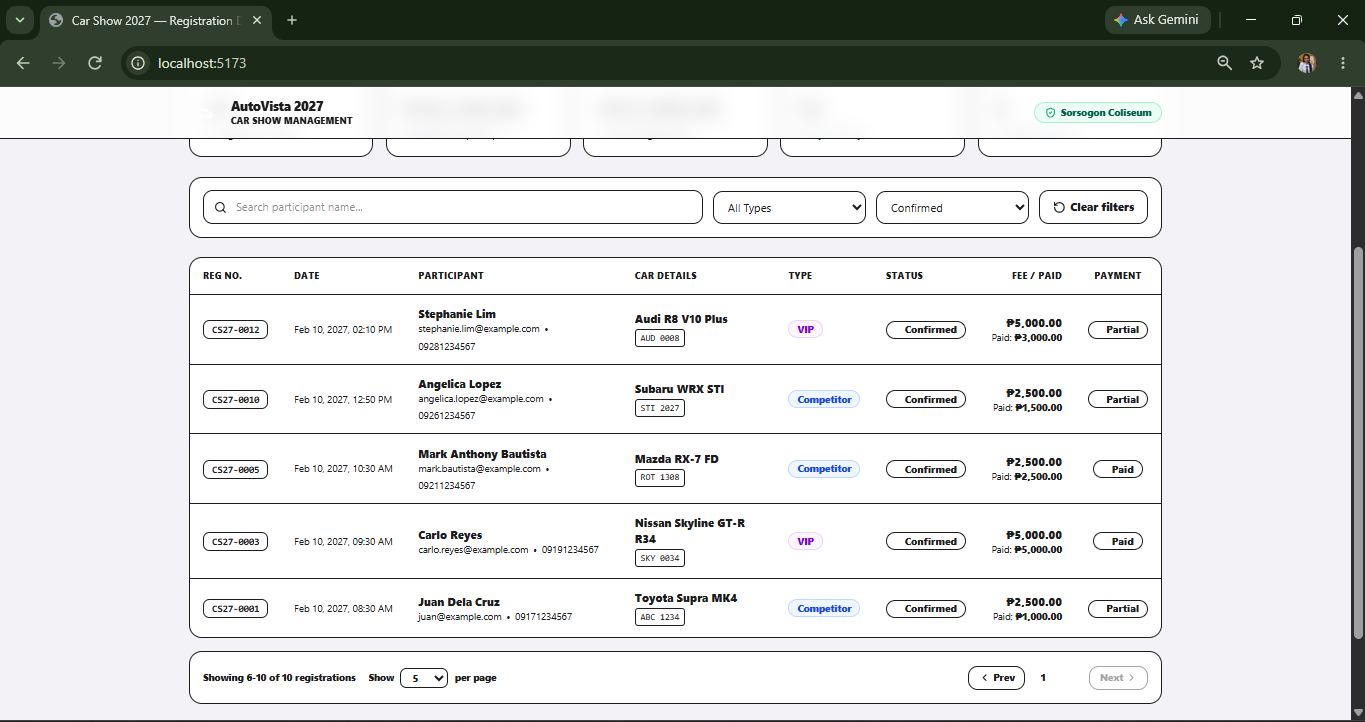 Car Show 2027 — Registration
Ask Gemini
localhost:5173
AutoVista 2027
CAR SHOW MANAGEMENT
Sorsogon Coliseum
Search participant name...
All Types
Confirmed
Clear filters
REG NO. DATE PARTICIPANT CAR DETAILS TYPE STATUS FEE / PAID PAYMENT
CS27-0012
Feb 10, 2027, 02:10 PM
Stephanie Lim
stephanie.lim@example.com •
09281234567
Audi R8 V10 Plus
AUD 0008
VIP
Confirmed
₱5,000.00
Paid: ₱3,000.00
Partial
CS27-0010
Feb 10, 2027, 12:50 PM
Angelica Lopez
angelica.lopez@example.com •
09261234567
Subaru WRX STI
STI 2027
Competitor
Confirmed
₱2,500.00
Paid: ₱1,500.00
Partial
CS27-0005
Feb 10, 2027, 10:30 AM
Mark Anthony Bautista
mark.bautista@example.com •
09211234567
Mazda RX-7 FD
ROT 1308
Competitor
Confirmed
₱2,500.00
Paid: ₱2,500.00
Paid
CS27-0003
Feb 10, 2027, 09:30 AM
Carlo Reyes
carlo.reyes@example.com • 09191234567
Nissan Skyline GT-R
R34
SKY 0034
VIP
Confirmed
₱5,000.00
Paid: ₱5,000.00
Paid
CS27-0001
Feb 10, 2027, 08:30 AM
Juan Dela Cruz
juan@example.com • 09171234567
Toyota Supra MK4
ABC 1234
Competitor
Confirmed
₱2,500.00
Paid: ₱1,000.00
Partial
Showing 6-10 of 10 registrations Show 5 per page
Prev 1 Next